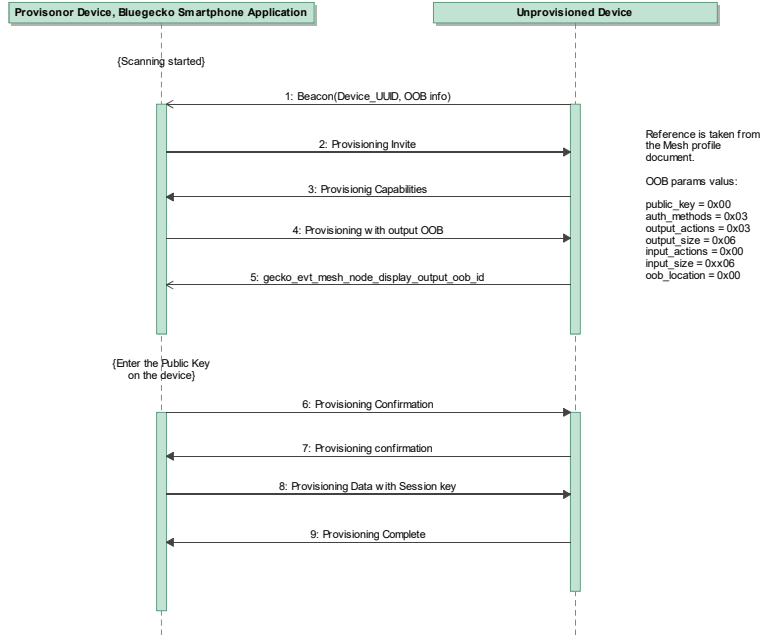 Provisonor Device, Bluegecko Smartphone Application
Unprovisioned Device
{Scanning started}
1: Beacon(Device_UUID, OOB info)
2: Provisioning Invite
3: Provisionig Capabilities
4: Provisioning with output OOB
5: gecko_evt_mesh_node_display_output_oob_id
Reference is taken from
the Mesh profile
document.
OOB params valus:
public_key = 0x00
auth_methods = 0x03
output_actions = 0x03
output_size = 0x06
input_actions = 0x00
input_size = 0xx06
oob_location = 0x00
{Enter the Public Key
on the device}
6: Provisioning Confirmation
7: Provisioning confirmation
8: Provisioning Data with Session key
9: Provisioning Complete